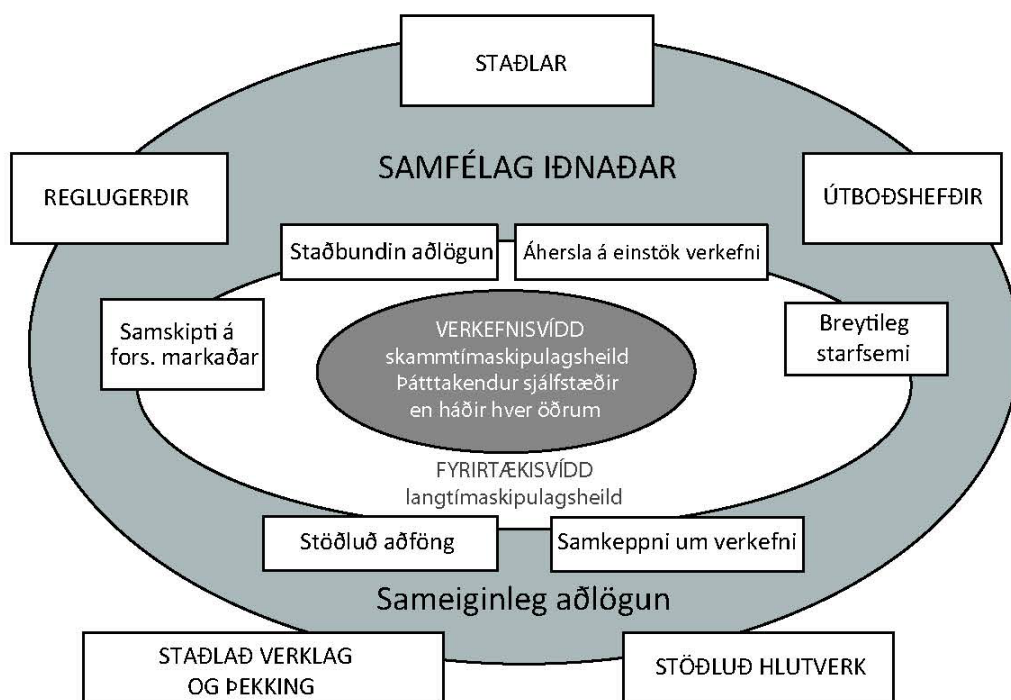 STAÐLAR
SAMFÉLAG IÐNAÐAR
REGLUGERÐIR
ÚTBOÐSHEFÐIR
Staðbundin aðlögun
Áhersla á einstök verkefni
Samskipti á
fors. markaðar
Breytileg
starfsemi
VERKEFNISVÍDD
skammtímaskipulagsheild
Þátttakendur sjálfstæðir
en háðir hver öðrum
FYRIRTÆKISVÍDD
langtímaskipulagsheild
Stöðluð aðföng
Samkeppni um verkefni
Sameiginleg aðlögun
STAÐLAÐ VERKLAG
OG ÞEKKING
STÖÐLUÐ HLUTVERK